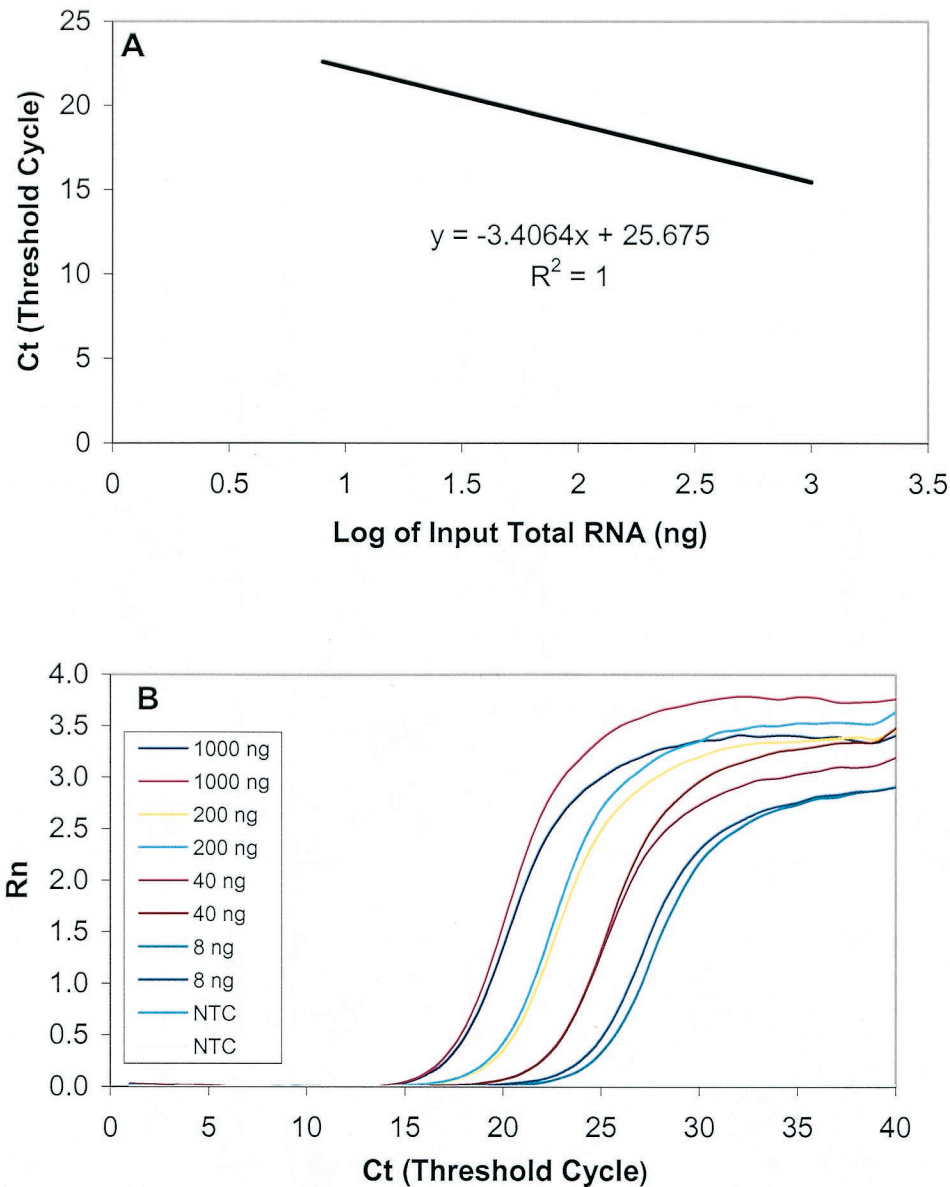 A
25
20
15
10
5
0
Ct (Threshold Cycle)
y = -3.4064x + 25.675
R² = 1
0 0.5 1 1.5 2 2.5 3 3.5
Log of Input Total RNA (ng)
B
4.0
3.5
3.0
2.5
2.0
1.5
1.0
0.5
0.0
Rn
1000 ng
1000 ng
200 ng
200 ng
40 ng
40 ng
8 ng
8 ng
NTC
NTC
0 5 10 15 20 25 30 35 40
Ct (Threshold Cycle)